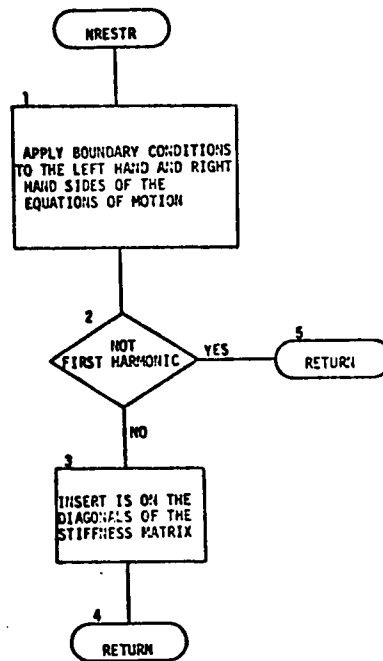 NRESTR
1
APPLY BOUNDARY CONDITIONS
TO THE LEFT HAND AND RIGHT
HAND SIDES OF THE
EQUATIONS OF MOTION
2
NOT
FIRST HARMONIC
YES
5
RETURN
NO
3
INSERT 1S ON THE
DIAGONALS OF THE
STIFFNESS MATRIX
4
RETURN